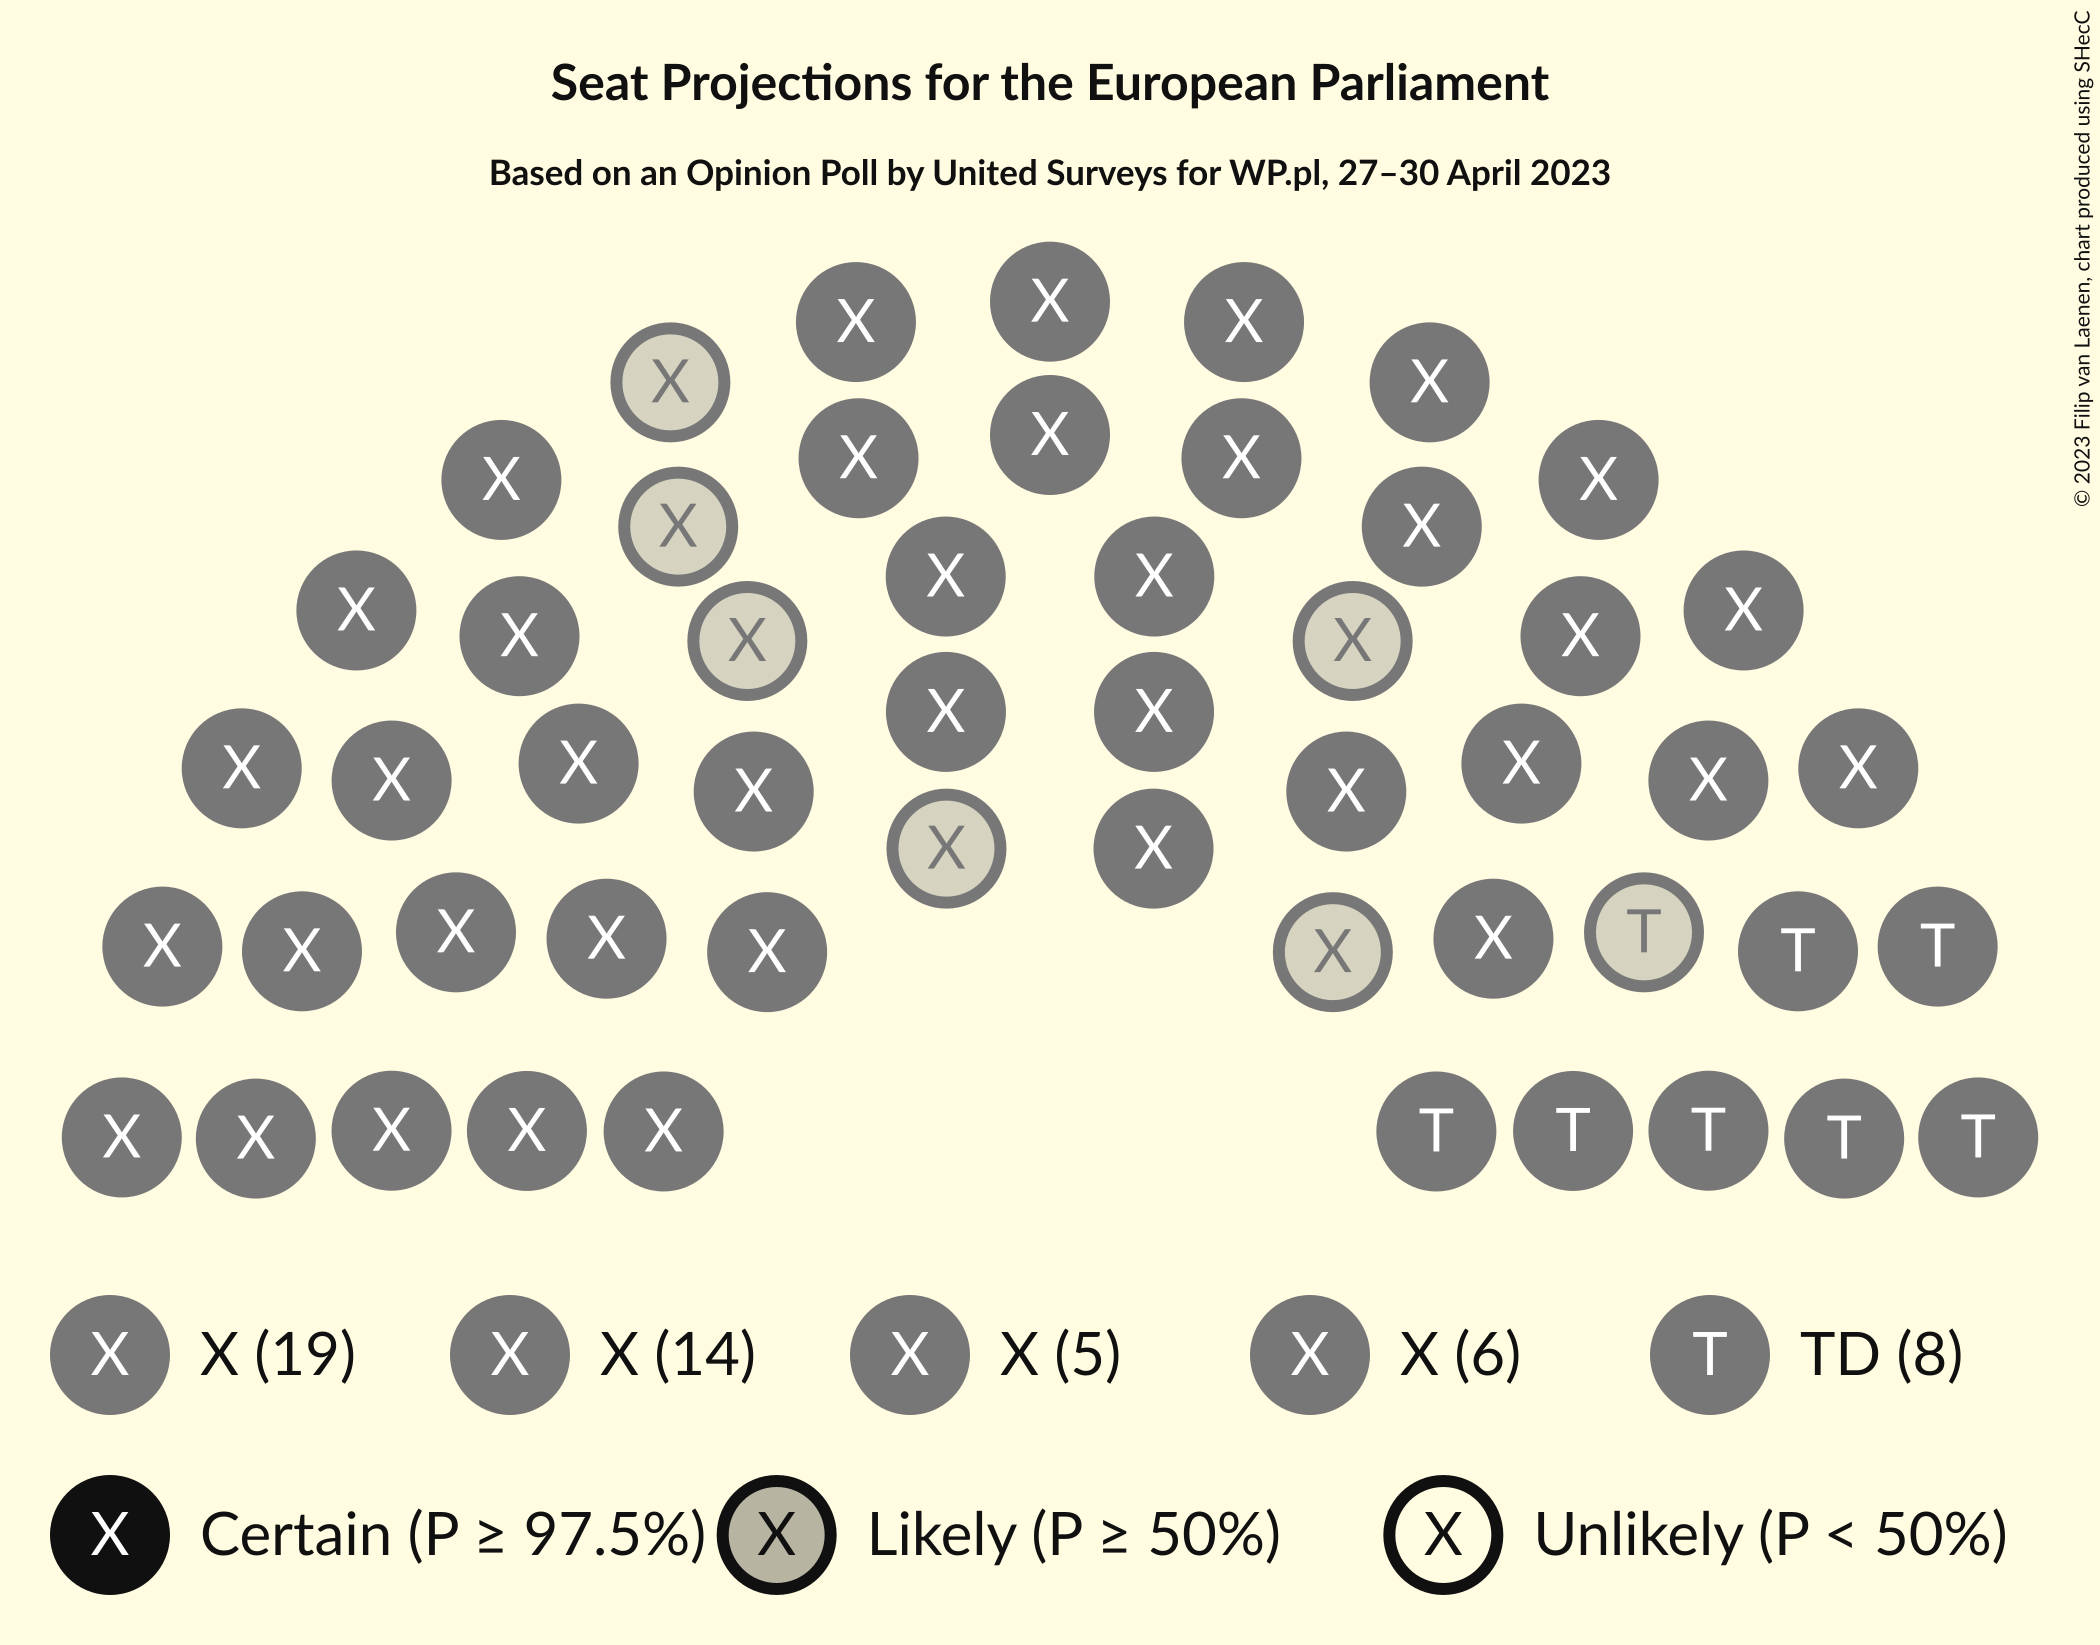 Seat Projections for the European Parliament
Based on an Opinion Poll by United Surveys for WP.pl, 27–30 April 2023
© 2023 Filip van Laenen, chart produced using SHecC
X
X X
X X
X X X
X X
X X
X X
X X
X X
X X
X X
X X
X X
X X X X
X X
X X
X T
X X X T
X X T
X X
X X X X X T T T T T
X X (19) X X (14) X X (5) X X (6) T TD (8)
X Certain (P ≥ 97.5%) X Likely (P ≥ 50%) X Unlikely (P < 50%)